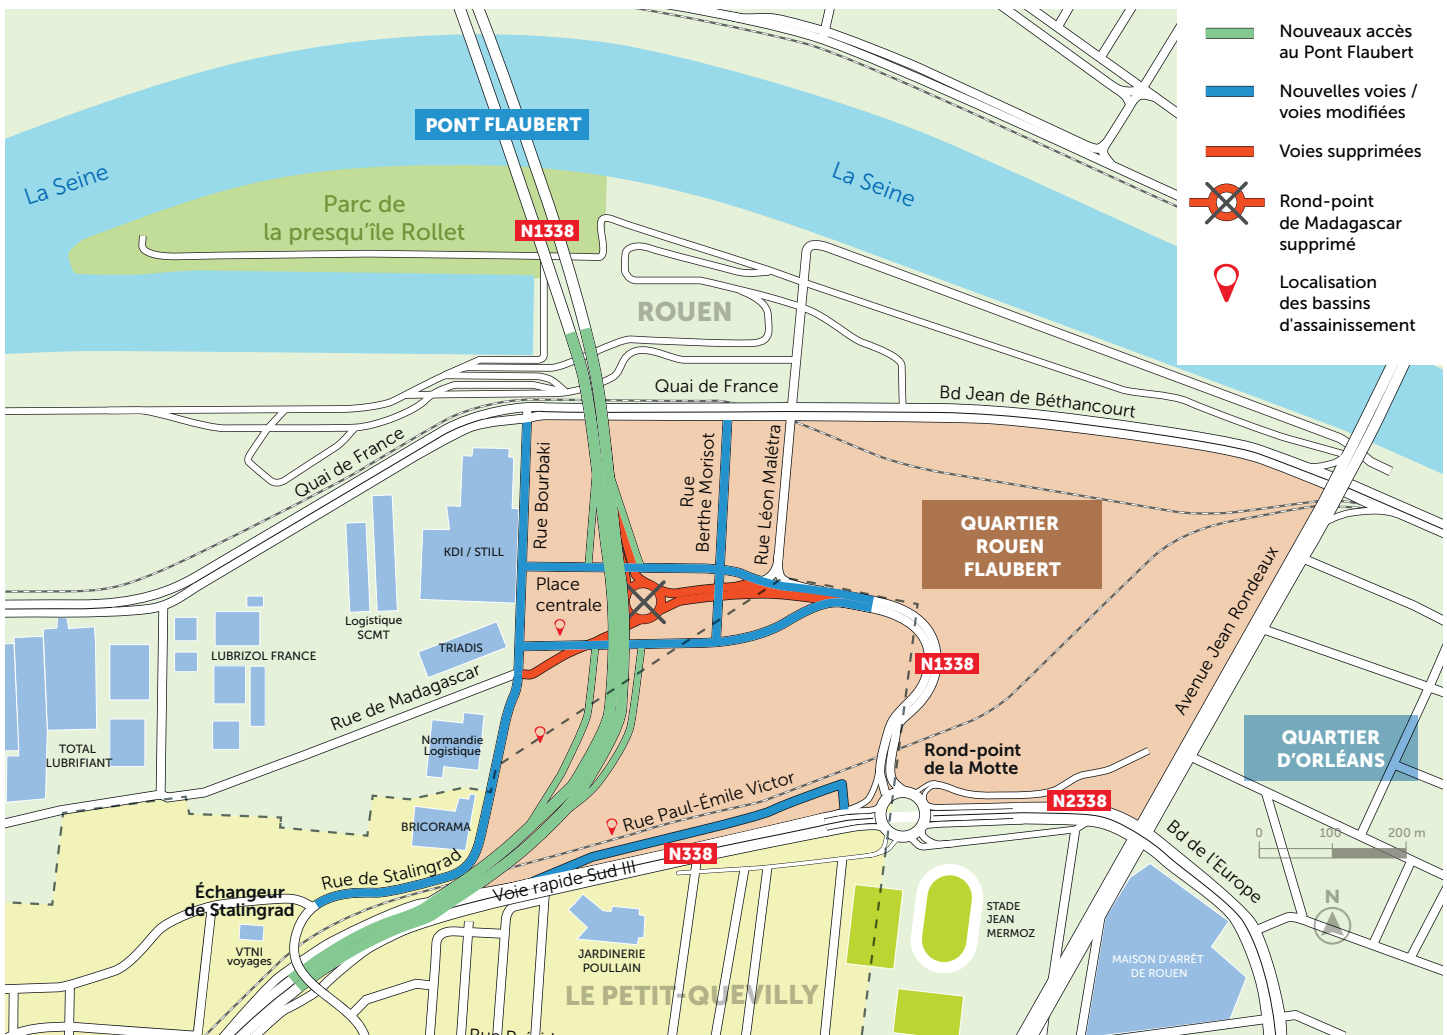 Nouveaux accès
au Pont Flaubert
Nouvelles voies /
voies modifiées
Voies supprimées
Rond-point
de Madagascar
supprimé
Localisation
des bassins
d'assainissement
PONT FLAUBERT
La Seine
La Seine
Parc de
la presqu'île Rollet
N1338
ROUEN
Quai de France
Bd Jean de Béthancourt
Quai de France
Rue Bourbaki
Rue
Berthe Morisot
Rue Léon Malétra
QUARTIER
ROUEN
FLAUBERT
KDI / STILL
Place
centrale
Logistique
SCMT
TRIADIS
LUBRIZOL FRANCE
Rue de Madagascar
N1338
Avenue Jean Rondeaux
Normandie
Logistique
TOTAL
LUBRIFIANT
QUARTIER
D'ORLÉANS
Rond-point
de la Motte
N2338
Rue Paul-Émile Victor
BRICORAMA
N338
0
100
200 m
Bd de l'Europe
Rue de Stalingrad
Voie rapide Sud III
Échangeur
de Stalingrad
N
STADE
JEAN
MERMOZ
VTNI
voyages
JARDINERIE
POULLAIN
MAISON D'ARRÊT
DE ROUEN
LE PETIT-QUEVILLY